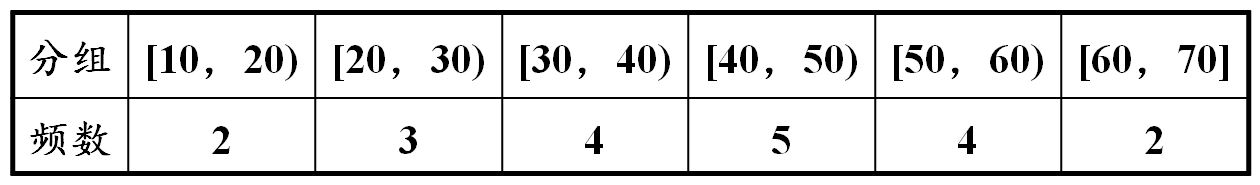 分组 [10，20) [20，30) [30，40) [40，50) [50，60) [60，70]
频数 2 3 4 5 4 2